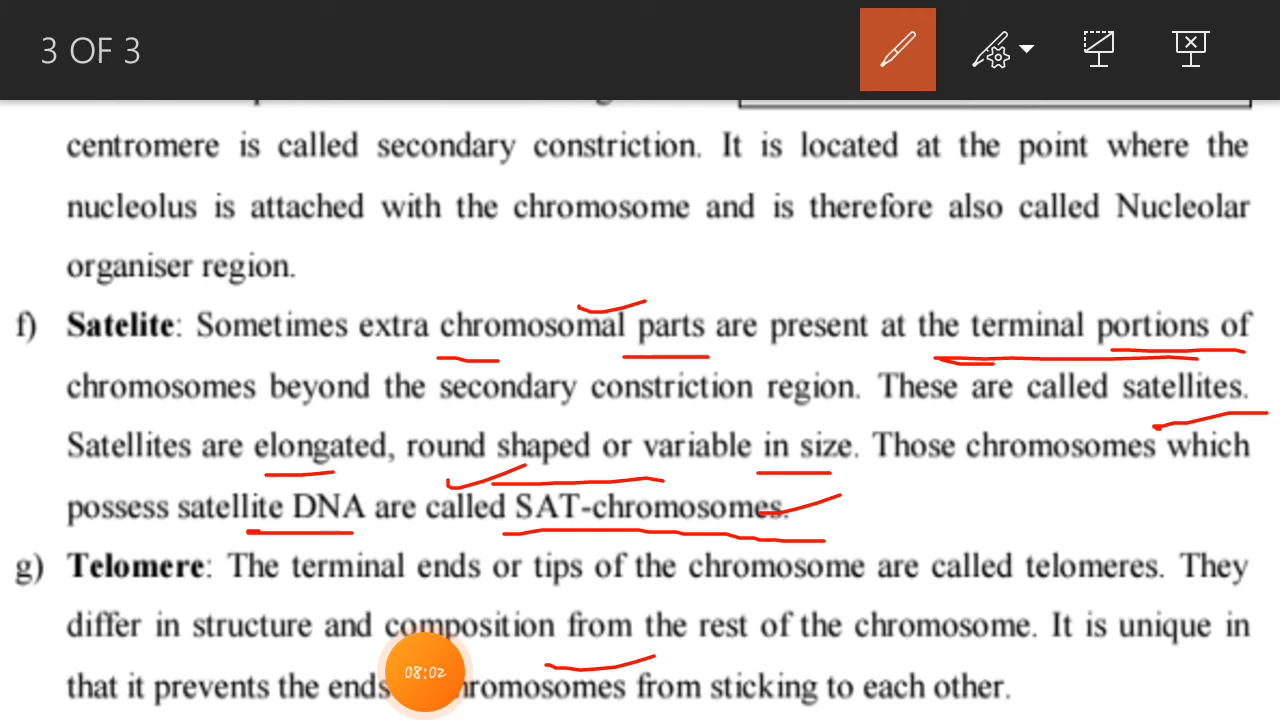 3 OF 3
centromere is called secondary constriction. It is located at the point where the
nucleolus is attached with the chromosome and is therefore also called Nucleolar
organiser region.
f) Satelite: Sometimes extra chromosomal parts are present at the terminal portions of
chromosomes beyond the secondary constriction region. These are called satellites.
Satellites are elongated, round shaped or variable in size. Those chromosomes which
possess satellite DNA are called SAT-chromosomes.
g) Telomere: The terminal ends or tips of the chromosome are called telomeres. They
differ in structure and composition from the rest of the chromosome. It is unique in
that it prevents the ends hromosomes from sticking to each other.
08:02